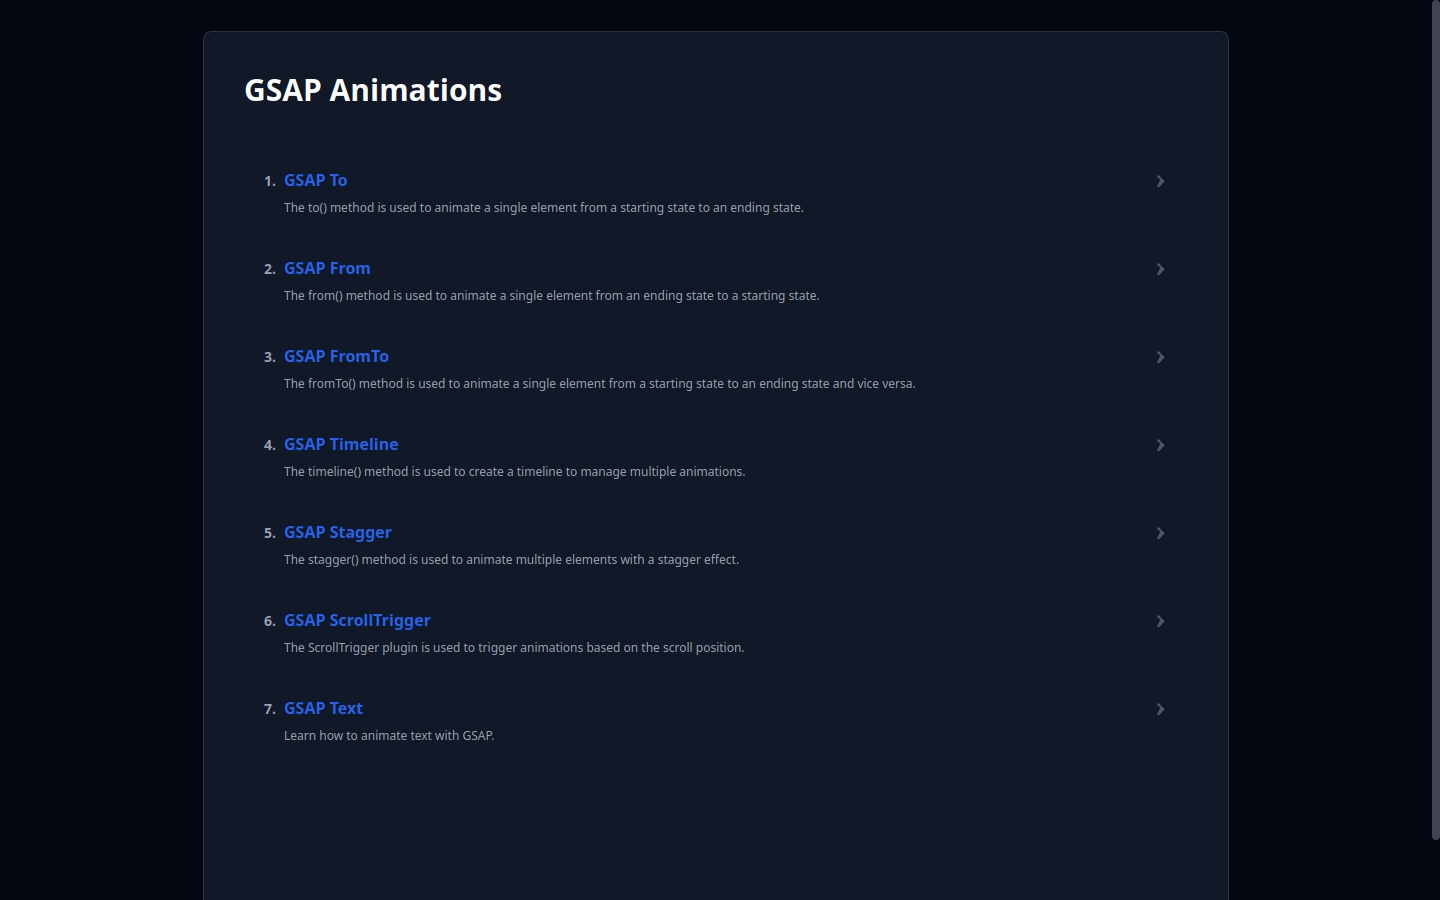 GSAP Animations
1. GSAP To
The to() method is used to animate a single element from a starting state to an ending state.
2. GSAP From
The from() method is used to animate a single element from an ending state to a starting state.
3. GSAP FromTo
The fromTo() method is used to animate a single element from a starting state to an ending state and vice versa.
4. GSAP Timeline
The timeline() method is used to create a timeline to manage multiple animations.
5. GSAP Stagger
The stagger() method is used to animate multiple elements with a stagger effect.
6. GSAP ScrollTrigger
The ScrollTrigger plugin is used to trigger animations based on the scroll position.
7. GSAP Text
Learn how to animate text with GSAP.